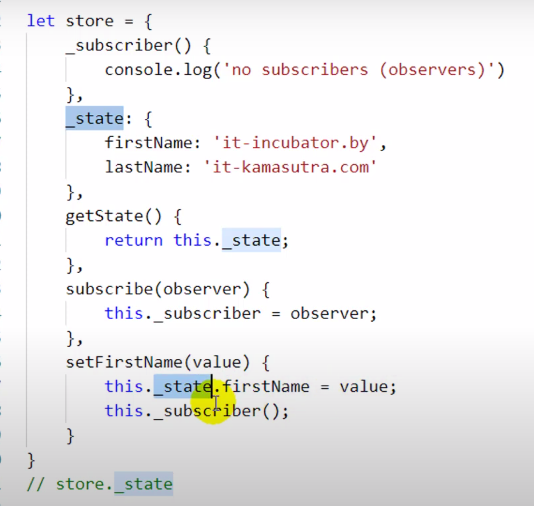 let store = {
_subscriber() {
console.log('no subscribers (observers)')
},
_state: {
firstName: 'it-incubator.by',
lastName: 'it-kamasutra.com'
},
getState() {
return this._state;
},
subscribe(observer) {
this._subscriber = observer;
},
setFirstName(value) {
this._state.firstName = value;
this._subscriber();
}
}
// store._state